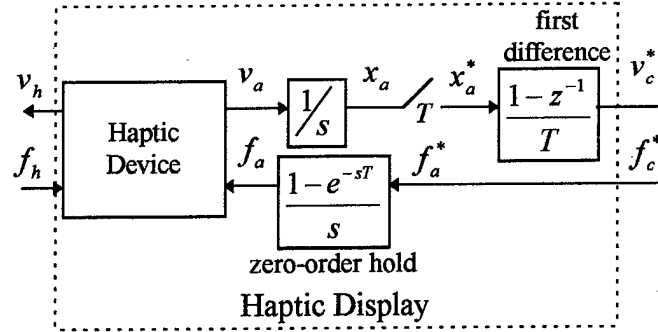 first
difference
v_h
v_a
1/s
x_a
T
x_a^*
1 - z^{-1}
T
v_c^*
Haptic
Device
f_h
f_a
1 - e^{-sT}
s
f_a^*
f_c^*
zero-order hold
Haptic Display